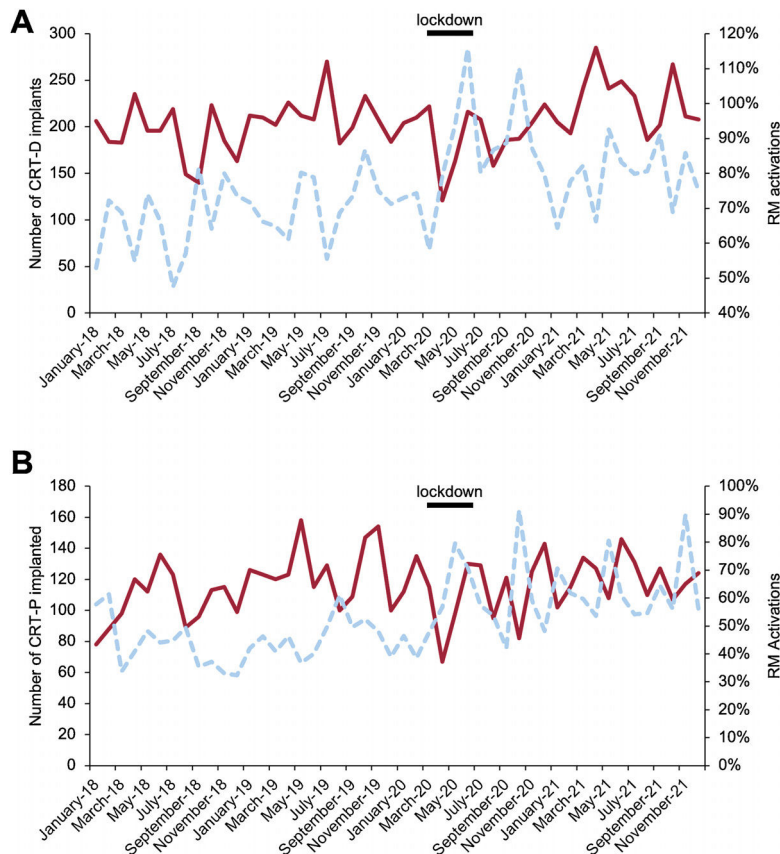 A
lockdown
300
250
200
150
100
50
0
Number of CRT-D implants
120%
110%
100%
90%
80%
70%
60%
50%
40%
RM activations
January-18
March-18
May-18
July-18
September-18
November-18
January-19
March-19
May-19
July-19
September-19
November-19
January-20
March-20
May-20
July-20
September-20
November-20
January-21
March-21
May-21
July-21
September-21
November-21
B
lockdown
180
160
140
120
100
80
60
40
20
0
Number of CRT-P implanted
100%
90%
80%
70%
60%
50%
40%
30%
20%
10%
0%
RM Activations
January-18
March-18
May-18
July-18
September-18
November-18
January-19
March-19
May-19
July-19
September-19
November-19
January-20
March-20
May-20
July-20
September-20
November-20
January-21
March-21
May-21
July-21
September-21
November-21